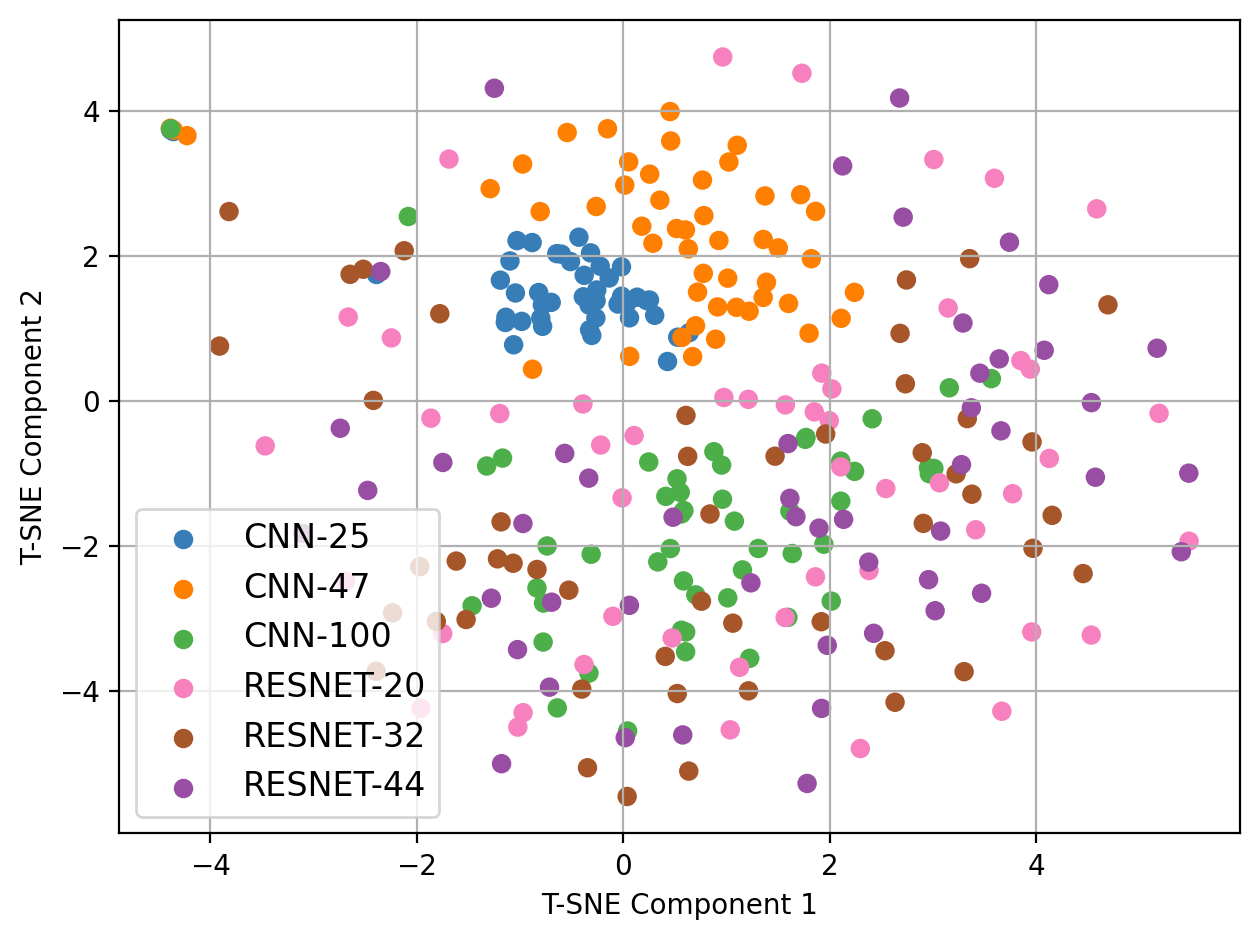 4
2
0
−2
−4
T-SNE Component 2
CNN-25
CNN-47
CNN-100
RESNET-20
RESNET-32
RESNET-44
−4 −2 0 2 4
T-SNE Component 1